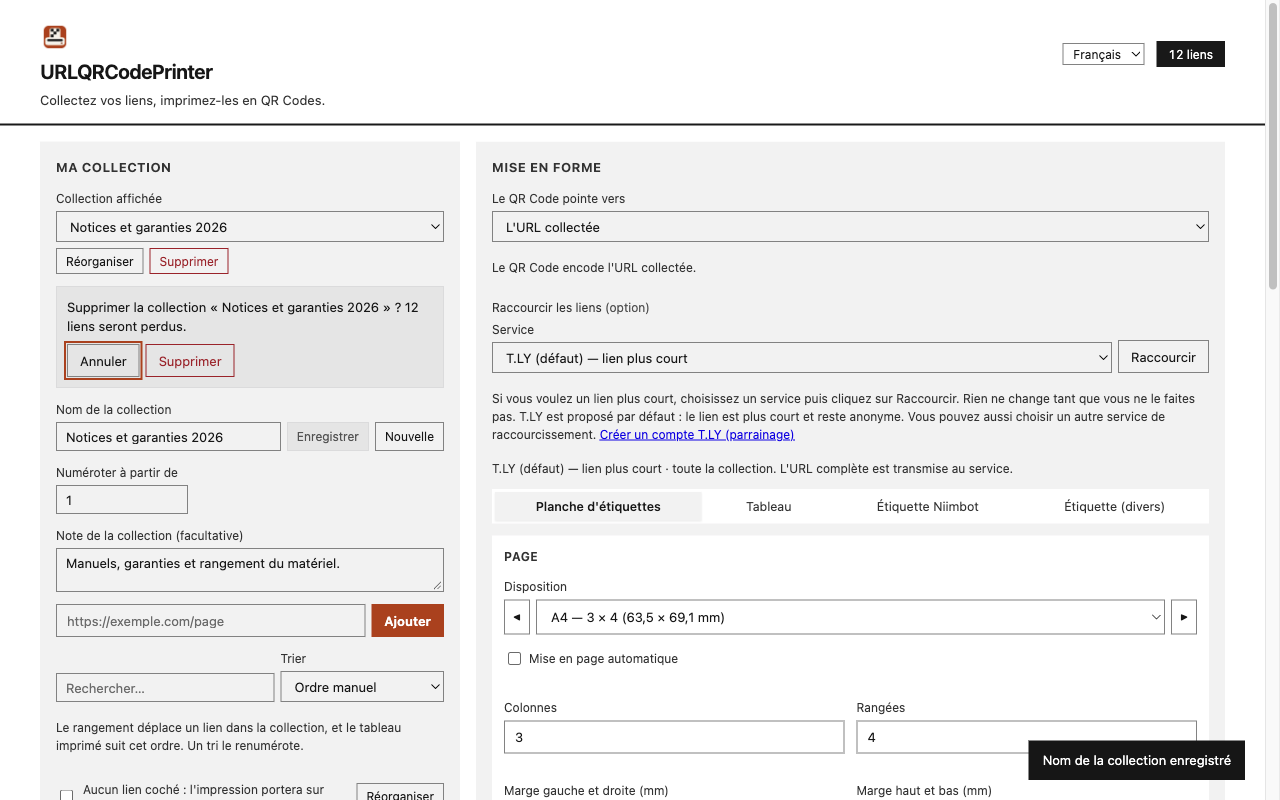 URLQRCodePrinter
Collectez vos liens, imprimez-les en QR Codes.
Français
12 liens
MA COLLECTION
Collection affichée
Notices et garanties 2026
Réorganiser
Supprimer
Supprimer la collection « Notices et garanties 2026 » ? 12
liens seront perdus.
Annuler
Supprimer
Nom de la collection
Notices et garanties 2026
Enregistrer
Nouvelle
Numéroter à partir de
1
Note de la collection (facultative)
Manuels, garanties et rangement du matériel.
https://exemple.com/page
Ajouter
Trier
Rechercher...
Ordre manuel
Le rangement déplace un lien dans la collection, et le tableau
imprimé suit cet ordre. Un tri le renumérote.
Aucun lien coché : l'impression portera sur
Réorganiser
MISE EN FORME
Le QR Code pointe vers
L'URL collectée
Le QR Code encode l'URL collectée.
Raccourcir les liens (option)
Service
T.LY (défaut) — lien plus court
Raccourcir
Si vous voulez un lien plus court, choisissez un service puis cliquez sur Raccourcir. Rien ne change tant que vous ne le faites
pas. T.LY est proposé par défaut : le lien est plus court et reste anonyme. Vous pouvez aussi choisir un autre service de
raccourcissement. Créer un compte T.LY (parrainage)
T.LY (défaut) — lien plus court · toute la collection. L'URL complète est transmise au service.
Planche d'étiquettes
Tableau
Étiquette Niimbot
Étiquette (divers)
PAGE
Disposition
A4 — 3 × 4 (63,5 × 69,1 mm)
Mise en page automatique
Colonnes
Rangées
3
4
Nom de la collection enregistré
Marge gauche et droite (mm)
Marge haut et bas (mm)